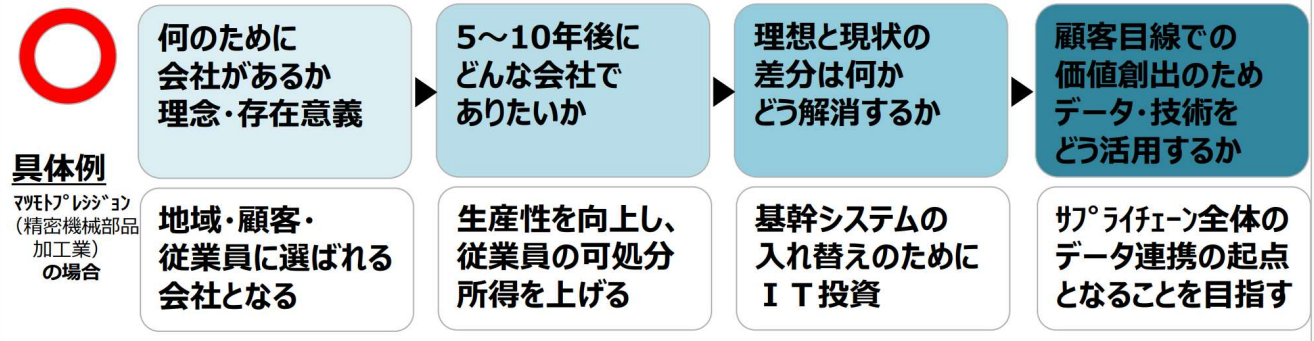 何のために
会社があるか
理念・存在意義
5～10年後に
どんな会社で
ありたいか
理想と現状の
差分は何か
どう解消するか
顧客目線での
価値創出のため
データ・技術を
どう活用するか
具体例
ﾏﾂﾓﾄﾌﾟﾚｼｼﾞｮﾝ
（精密機械部品
加工業）
の場合
地域・顧客・
従業員に選ばれる
会社となる
生産性を向上し、
従業員の可処分
所得を上げる
基幹システムの
入れ替えのために
ＩＴ投資
ｻﾌﾟﾗｲﾁｪｰﾝ全体の
データ連携の起点
となることを目指す